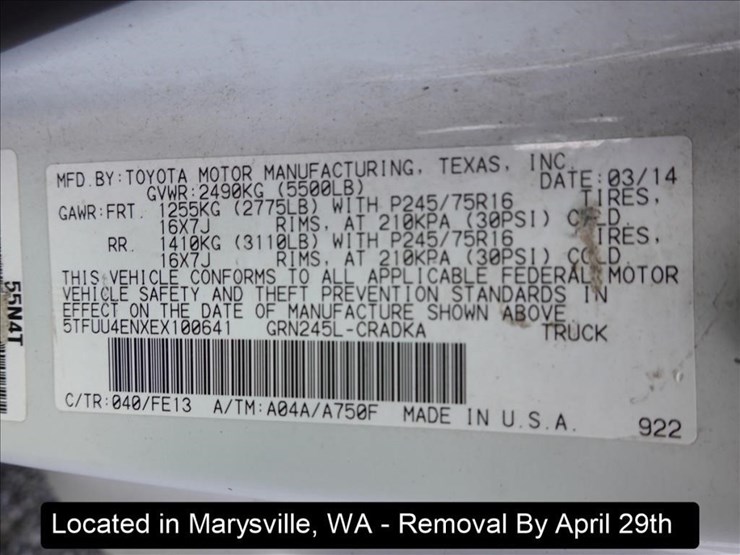 MFD.BY:TOYOTA MOTOR MANUFACTURING, TEXAS, INC.
GVWR:2490KG (5500LB) DATE:03/14
GAWR:FRT. 1255KG (2775LB) WITH P245/75R16 TIRES,
16X7J RIMS, AT 210KPA (30PSI) COLD
RR. 1410KG (3110LB) WITH P245/75R16 TIRES,
16X7J RIMS, AT 210KPA (30PSI) COLD
THIS VEHICLE CONFORMS TO ALL APPLICABLE FEDERAL MOTOR
VEHICLE SAFETY AND THEFT PREVENTION STANDARDS IN
EFFECT ON THE DATE OF MANUFACTURE SHOWN ABOVE.
5TFUU4ENXEX100641 GRN245L-CRADKA TRUCK
C/TR:040/FE13 A/TM:A04A/A750F MADE IN U.S.A.
922
55N4T
Located in Marysville, WA - Removal By April 29th